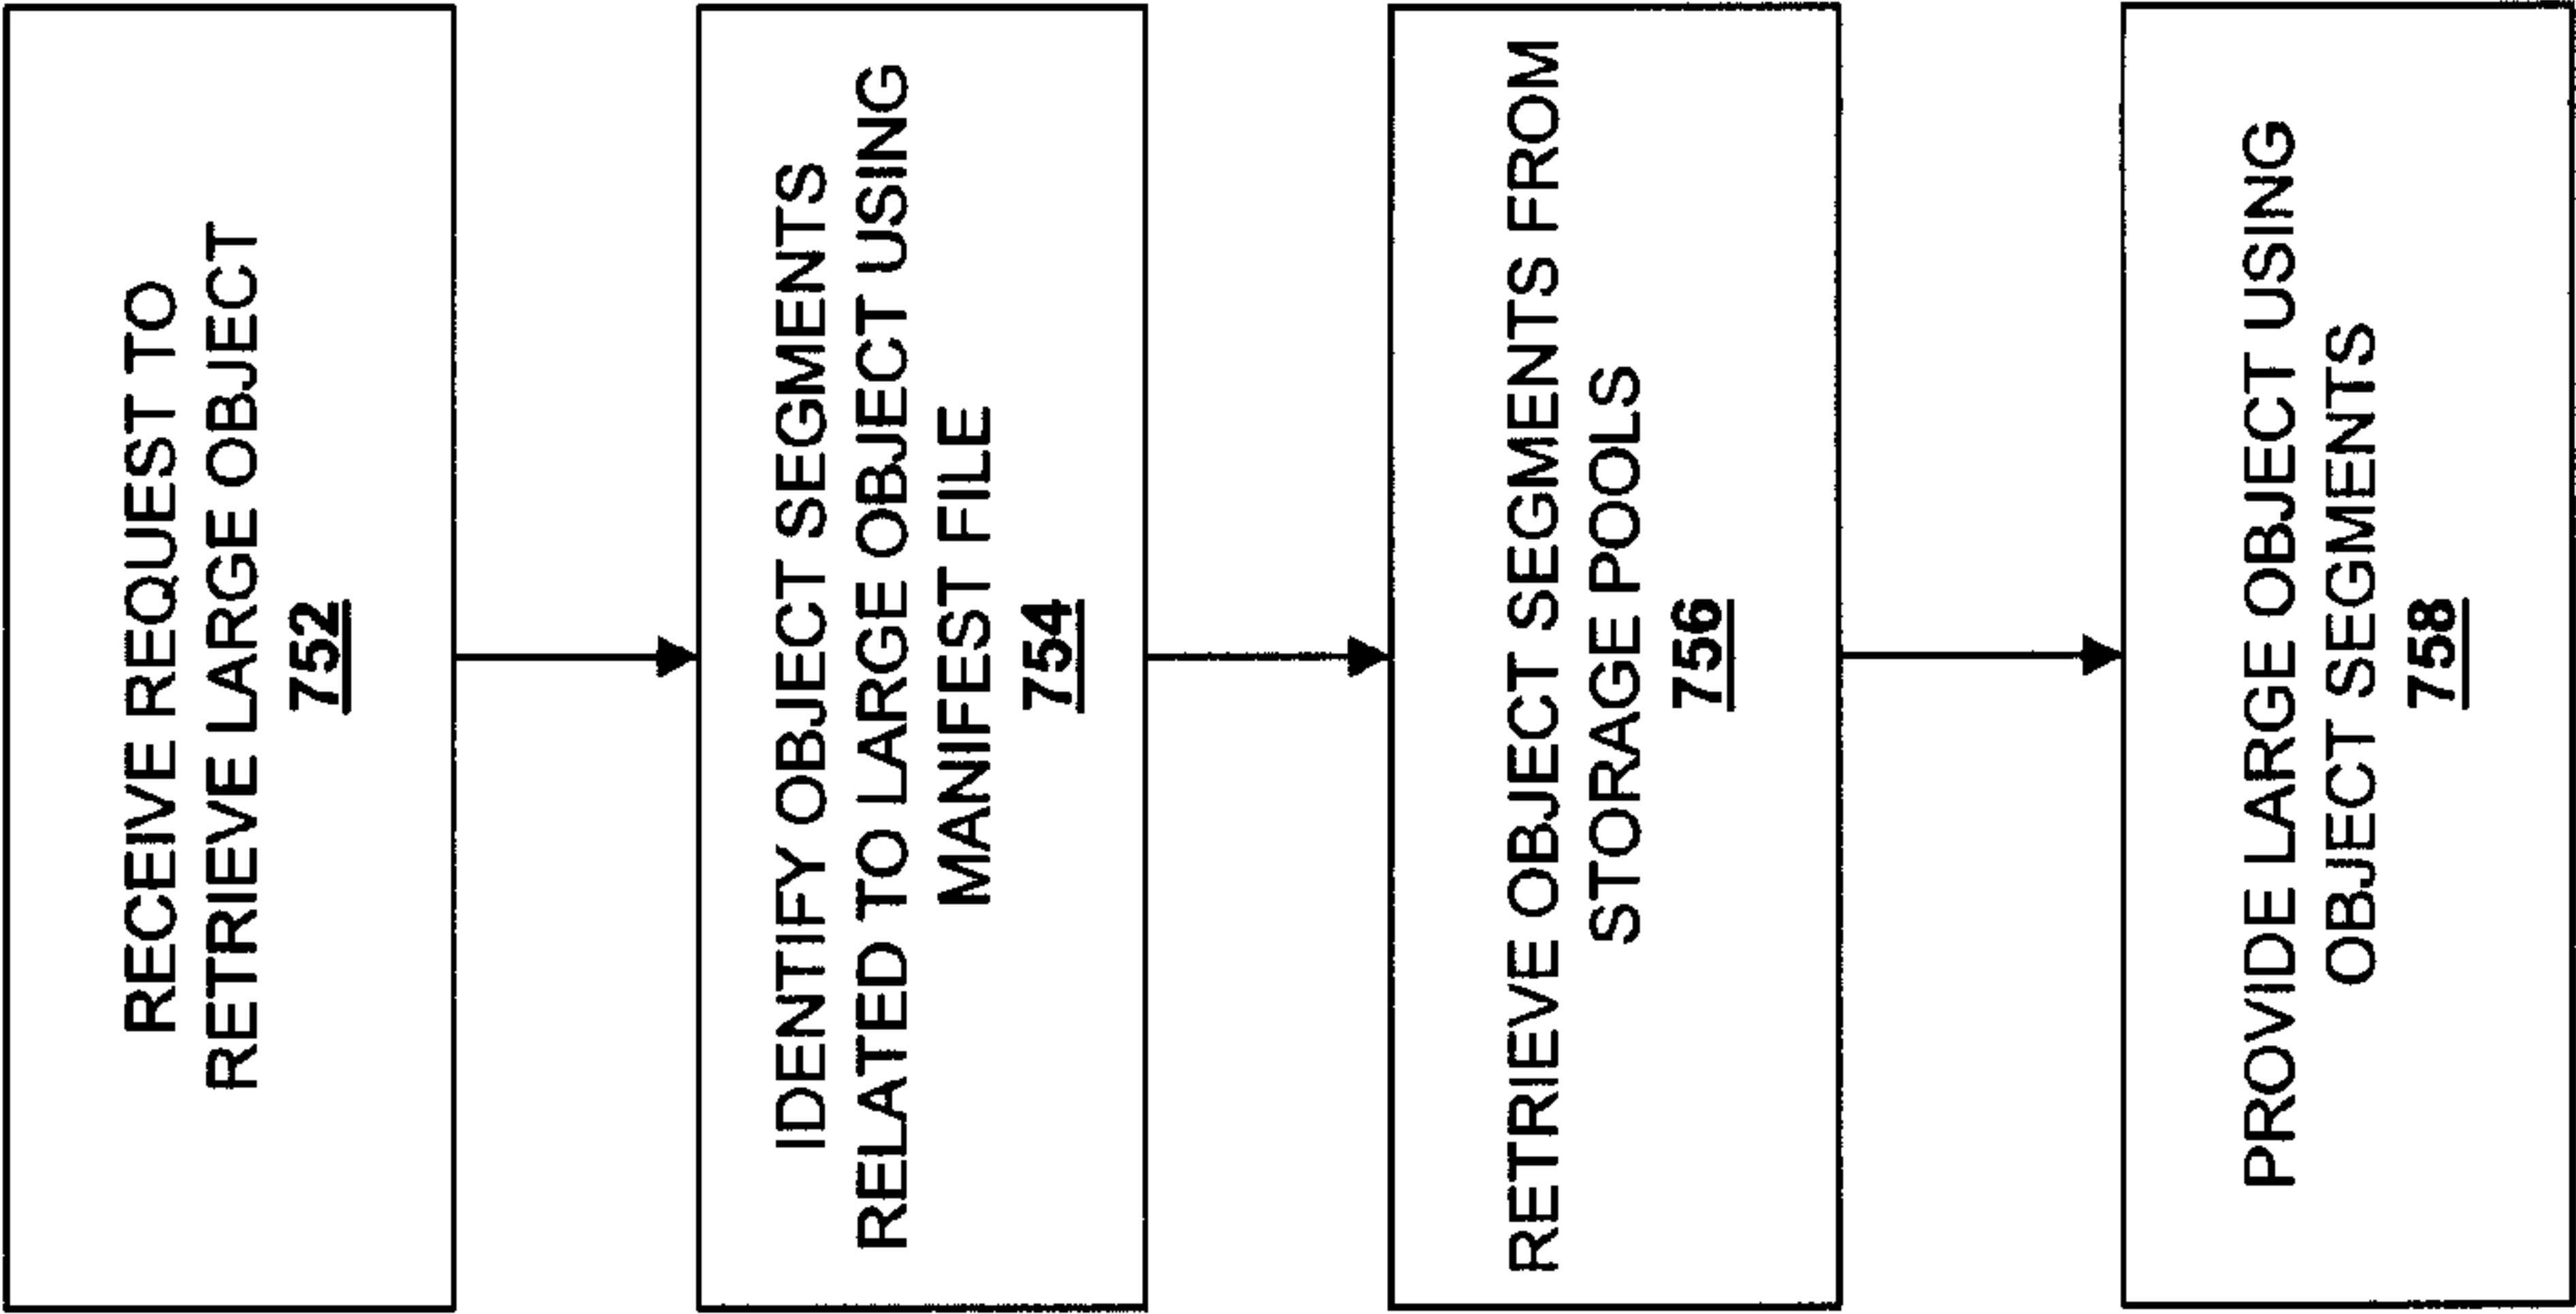 RECEIVE REQUEST TO
RETRIEVE LARGE OBJECT
752
IDENTIFY OBJECT SEGMENTS
RELATED TO LARGE OBJECT USING
MANIFEST FILE
754
RETRIEVE OBJECT SEGMENTS FROM
STORAGE POOLS
756
PROVIDE LARGE OBJECT USING
OBJECT SEGMENTS
758